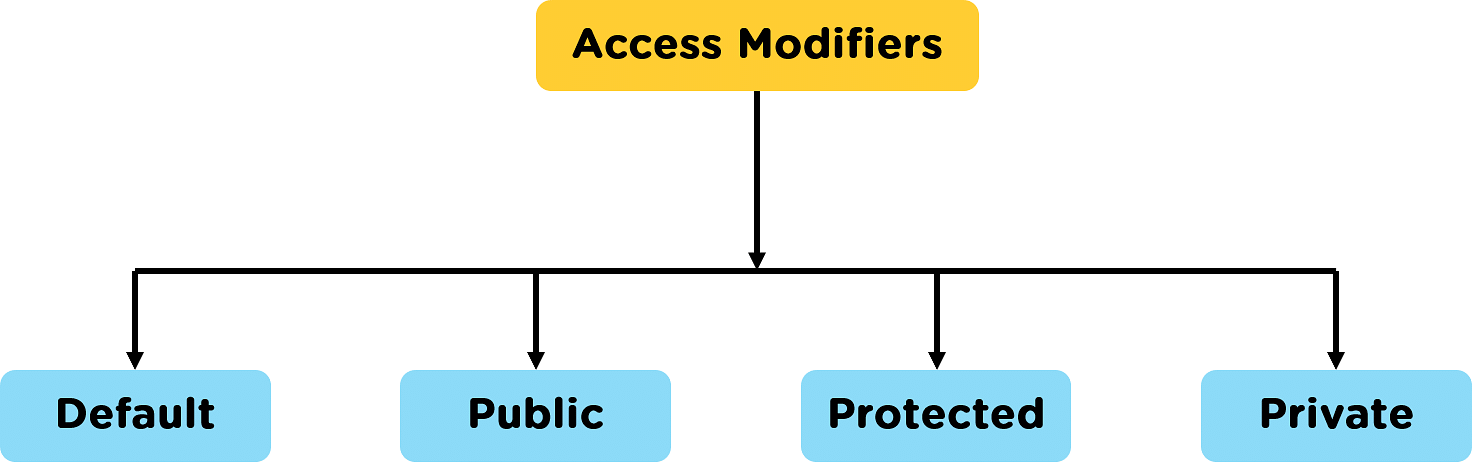 Access Modifiers
Default
Public
Protected
Private